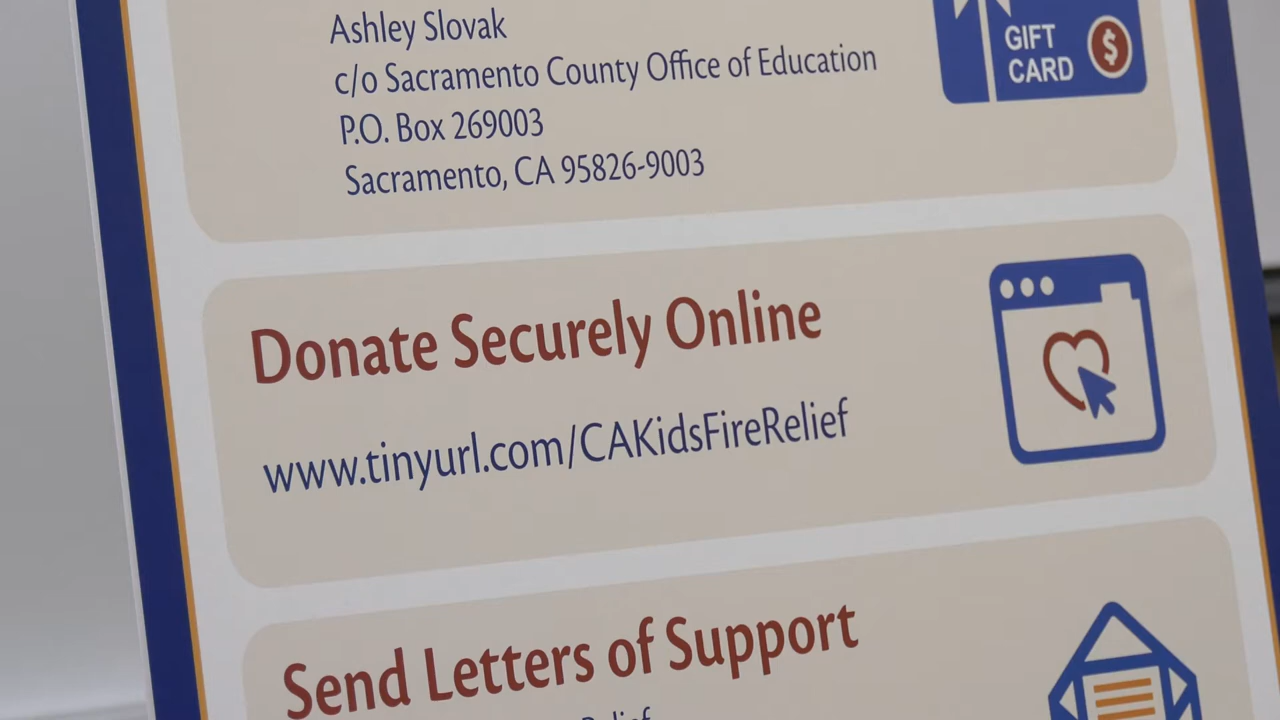 Ashley Slovak
c/o Sacramento County Office of Education
P.O. Box 269003
Sacramento, CA 95826-9003
GIFT
CARD
$
Donate Securely Online
www.tinyurl.com/CAKidsFireRelief
Send Letters of Support
Relief